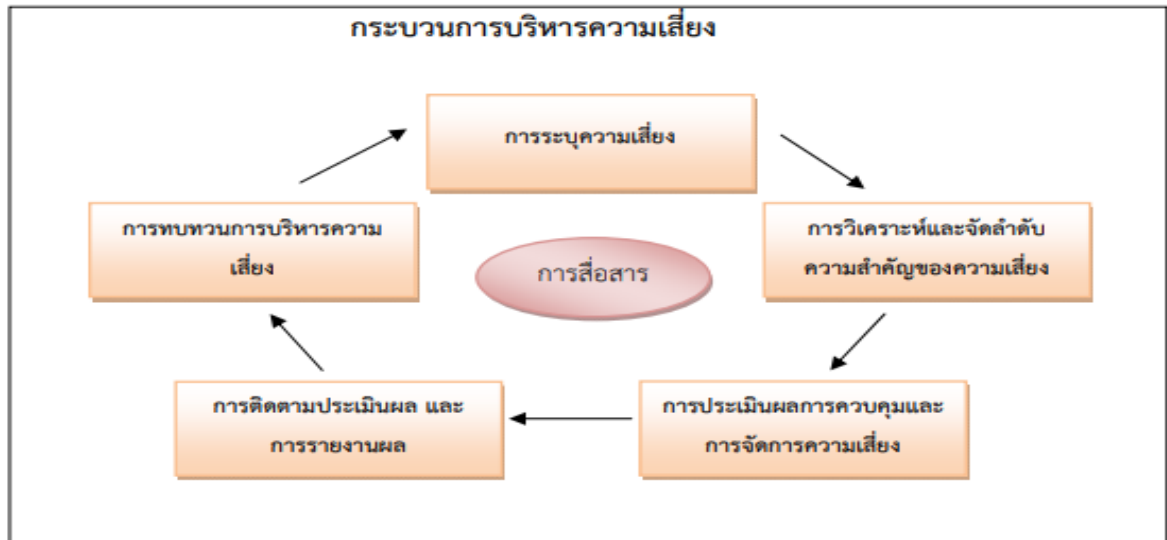 กระบวนการบริหารความเสี่ยง
การระบุความเสี่ยง
การทบทวนการบริหารความ
เสี่ยง
การวิเคราะห์และจัดลำดับ
ความสำคัญของความเสี่ยง
การสื่อสาร
การติดตามประเมินผล และ
การรายงานผล
การประเมินผลการควบคุมและ
การจัดการความเสี่ยง